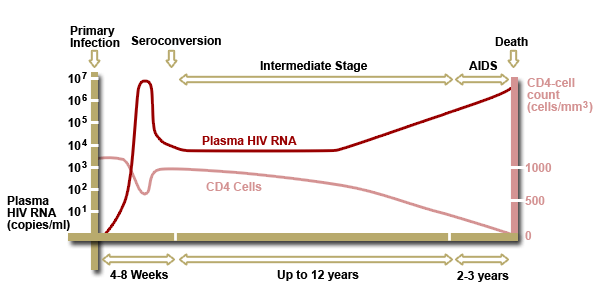 Primary
Infection
Seroconversion
Death
Intermediate Stage
AIDS
CD4-cell
count
(cells/mm³)
10⁷
10⁶
10⁵
10⁴
10³
10²
10¹
Plasma HIV RNA
CD4 Cells
1000
500
0
Plasma
HIV RNA
(copies/ml)
4-8 Weeks
Up to 12 years
2-3 years